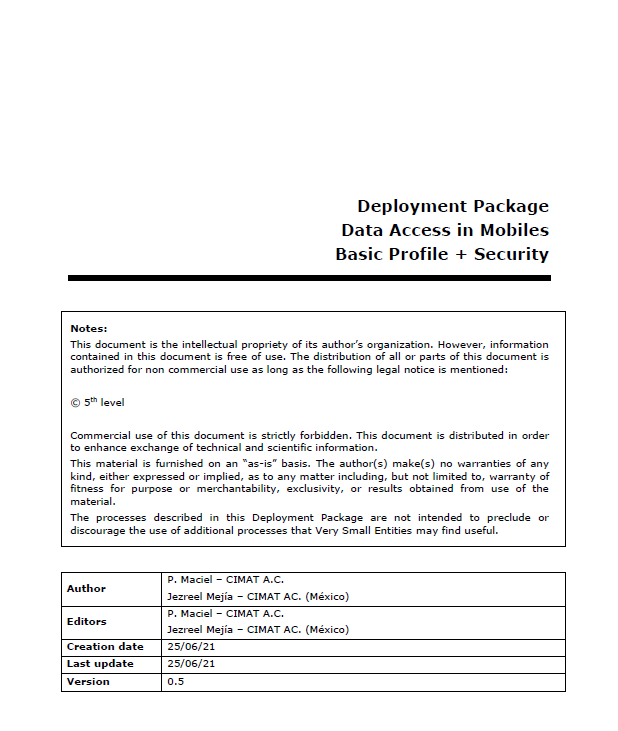 Deployment Package
Data Access in Mobiles
Basic Profile + Security
Notes:
This document is the intellectual propriety of its author’s organization. However, information
contained in this document is free of use. The distribution of all or parts of this document is
authorized for non commercial use as long as the following legal notice is mentioned:
© 5th level
Commercial use of this document is strictly forbidden. This document is distributed in order
to enhance exchange of technical and scientific information.
This material is furnished on an “as-is” basis. The author(s) make(s) no warranties of any
kind, either expressed or implied, as to any matter including, but not limited to, warranty of
fitness for purpose or merchantability, exclusivity, or results obtained from use of the
material.
The processes described in this Deployment Package are not intended to preclude or
discourage the use of additional processes that Very Small Entities may find useful.
Author
P. Maciel – CIMAT A.C.
Jezreel Mejía – CIMAT AC. (México)
Editors
P. Maciel – CIMAT A.C.
Jezreel Mejía – CIMAT AC. (México)
Creation date 25/06/21
Last update 25/06/21
Version 0.5